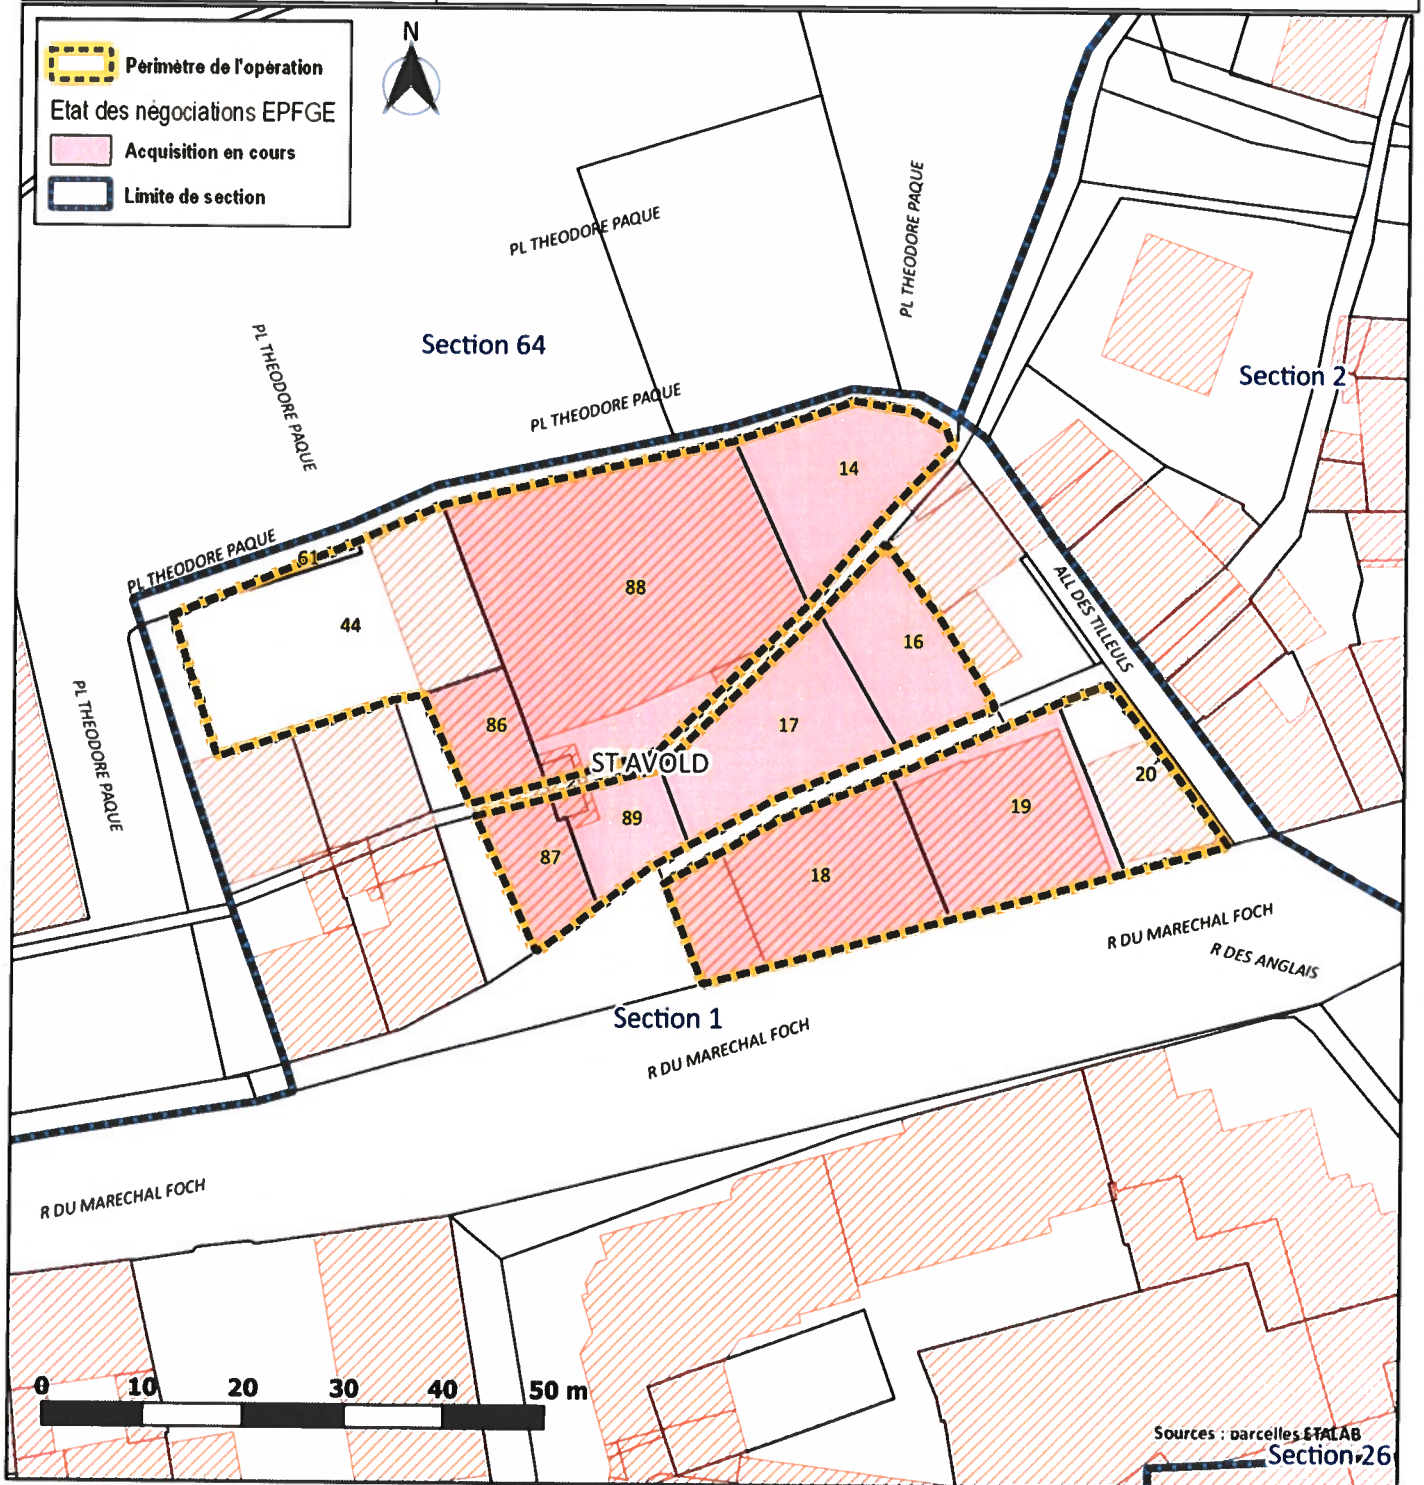 Périmètre de l'opération
Etat des négociations EPFGE
Acquisition en cours
Limite de section
N
PL THEODORE PAQUE
PL THEODORE PAQUE
PL THEODORE PAQUE
Section 64
Section 2
PL THEODORE PAQUE
14
PL THEODORE PAQUE
61
88
ALL DES TILLEULS
44
16
PL THEODORE PAQUE
86
17
ST AVOLD
20
19
89
87
18
R DU MARECHAL FOCH
R DES ANGLAIS
Section 1
R DU MARECHAL FOCH
R DU MARECHAL FOCH
0 10 20 30 40 50 m
Sources : parcelles ETALAB
Section 26